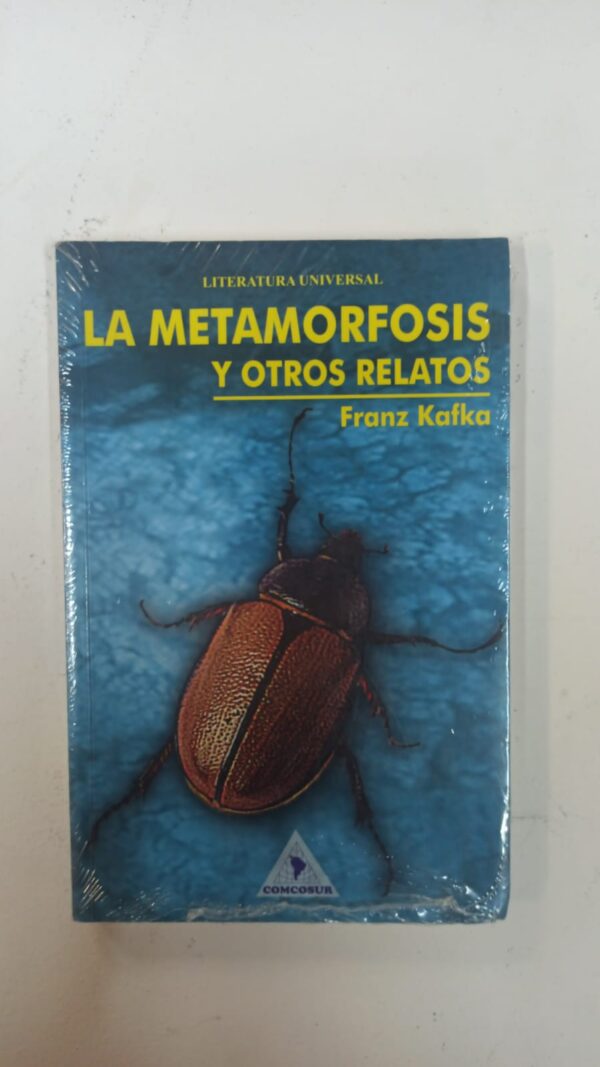 LITERATURA UNIVERSAL
LA METAMORFOSIS
Y OTROS RELATOS
Franz Kafka
COMCOSUR